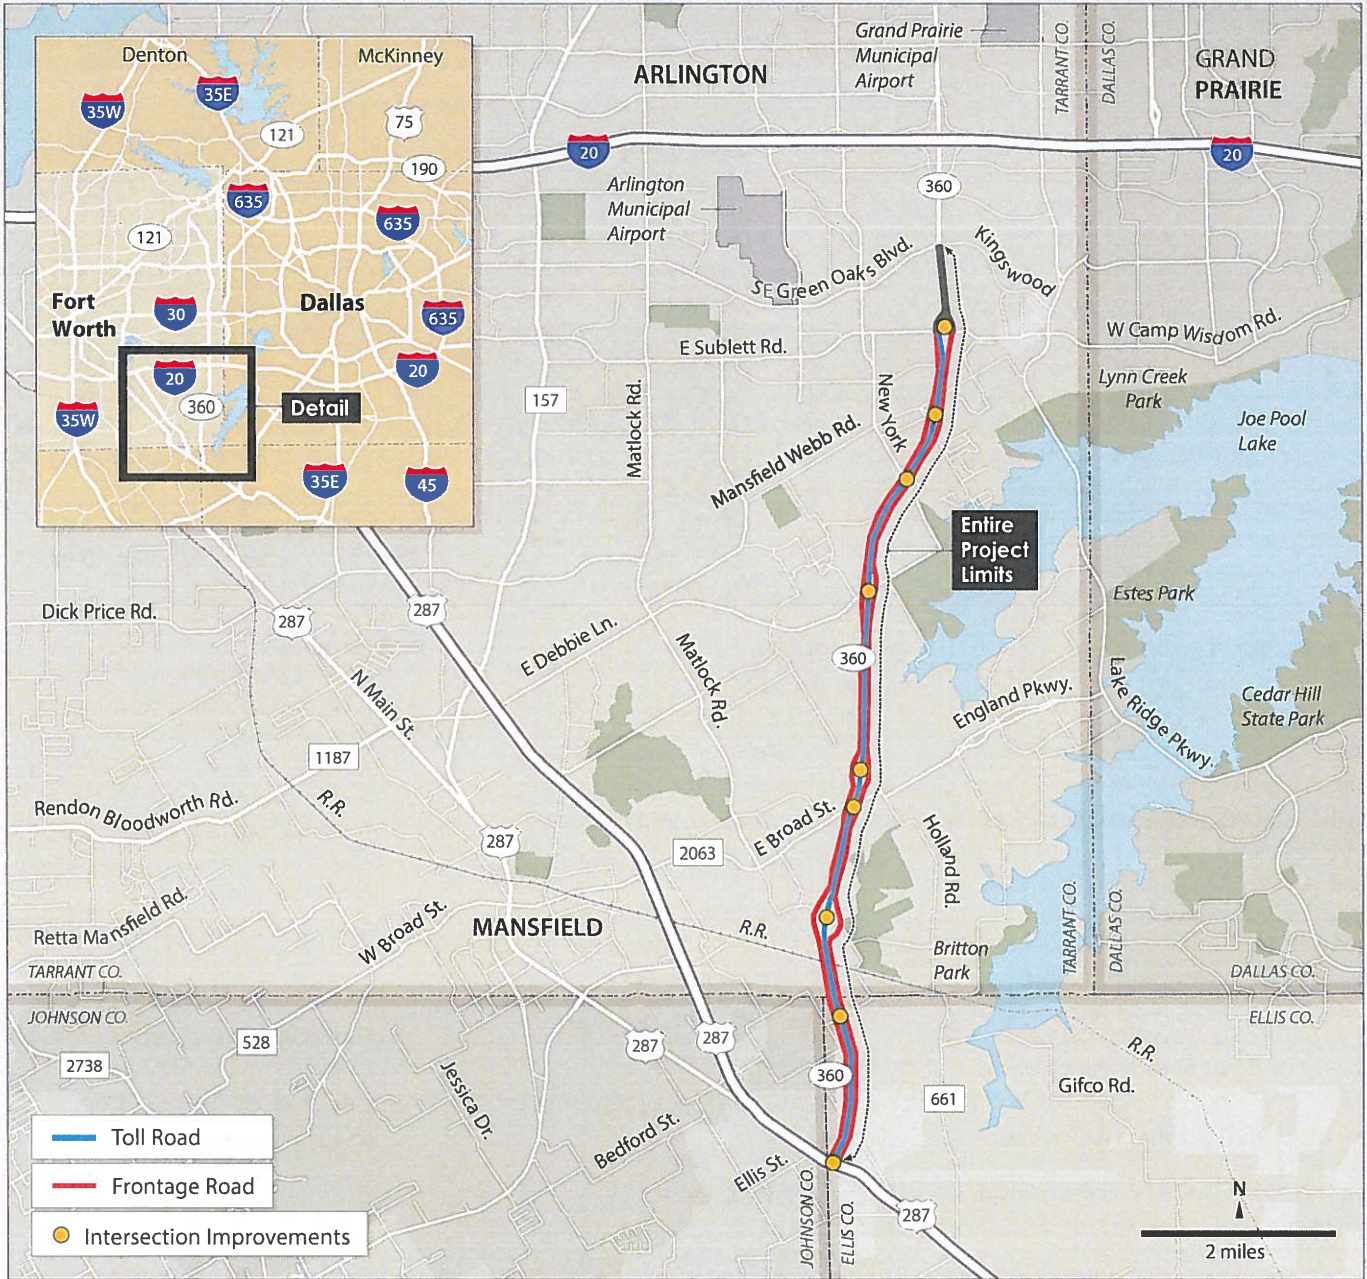 Denton
McKinney
35W
35E
121
75
190
635
635
121
Fort
Worth
30
Dallas
635
20
20
360
Detail
35W
35E
45
ARLINGTON
Grand Prairie
Municipal
Airport
TARRANT CO.
DALLAS CO.
GRAND
PRAIRIE
20
20
360
Arlington
Municipal
Airport
SE Green Oaks Blvd.
Kingswood
E Sublett Rd.
W Camp Wisdom Rd.
Lynn Creek
Park
Joe Pool
Lake
157
Matlock Rd.
New York
Mansfield Webb Rd.
Entire
Project
Limits
Estes Park
Dick Price Rd.
287
287
E Debbie Ln.
Matlock Rd.
360
N Main St.
England Pkwy.
Lake Ridge Pkwy.
Cedar Hill
State Park
1187
Rendon Bloodworth Rd.
R.R.
287
2063
E Broad St.
Holland Rd.
Retta Mansfield Rd.
W Broad St.
MANSFIELD
R.R.
Britton
Park
TARRANT CO.
DALLAS CO.
TARRANT CO.
JOHNSON CO.
DALLAS CO.
ELLIS CO.
528
2738
287
287
R.R.
Jessica Dr.
360
661
Gifco Rd.
Bedford St.
Ellis St.
JOHNSON CO.
ELLIS CO.
287
Toll Road
Frontage Road
Intersection Improvements
N
2 miles